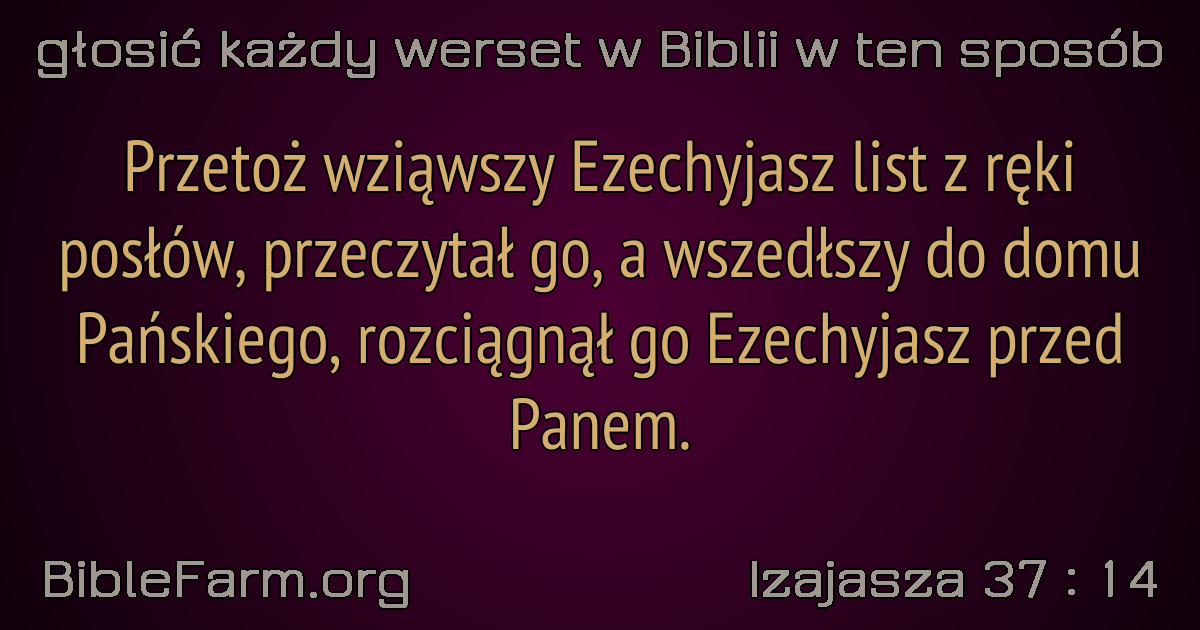 głosić każdy werset w Biblii w ten sposób
Przetoż wziąwszy Ezechyjasz list z ręki
posłów, przeczytał go, a wszedłszy do domu
Pańskiego, rozciągnął go Ezechyjasz przed
Panem.
BibleFarm.org
Izajasza 37 : 14